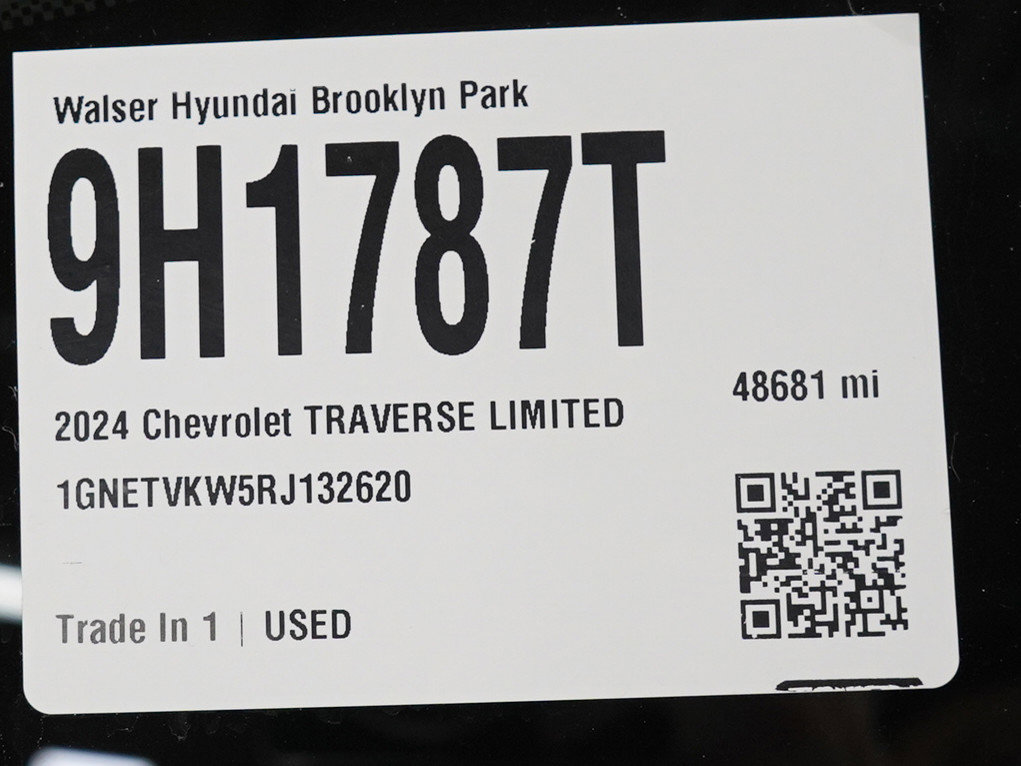 Walser Hyundai Brooklyn Park
9H1787T
48681 mi
2024 Chevrolet TRAVERSE LIMITED
1GNETVKW5RJ132620
Trade In 1 | USED